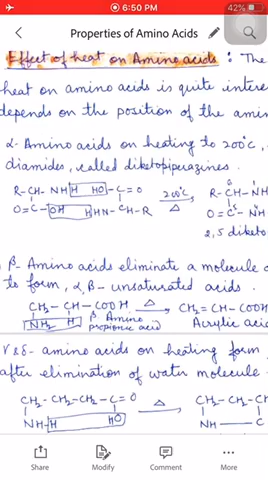 6:50 PM
42%
Properties of Amino Acids
Effect of heat on Amino acids : The
heat on amino acids is quite intere
depends on the position of the amin
α- Amino acids on heating to 200°C,
diamides, called diketopiperazines.
R-CH- NH H HO -C=O 200°C R-CH-NH
O=C- OH H HN-CH-R Δ O=C-NH
2,5 diketo
β- Amino acids eliminate a molecule o
to form, α,β- unsaturated acids.
CH2-CH-COOH Δ CH2=CH-COOH
NH2 H β Amino propionic acid Acrylic acid
γ & δ- amino acids on heating form
after elimination of water molecule.
CH2-CH2-CH2-C=O Δ CH2-CH2-C
NH-H HO NH — C
Share
Modify
Comment
More